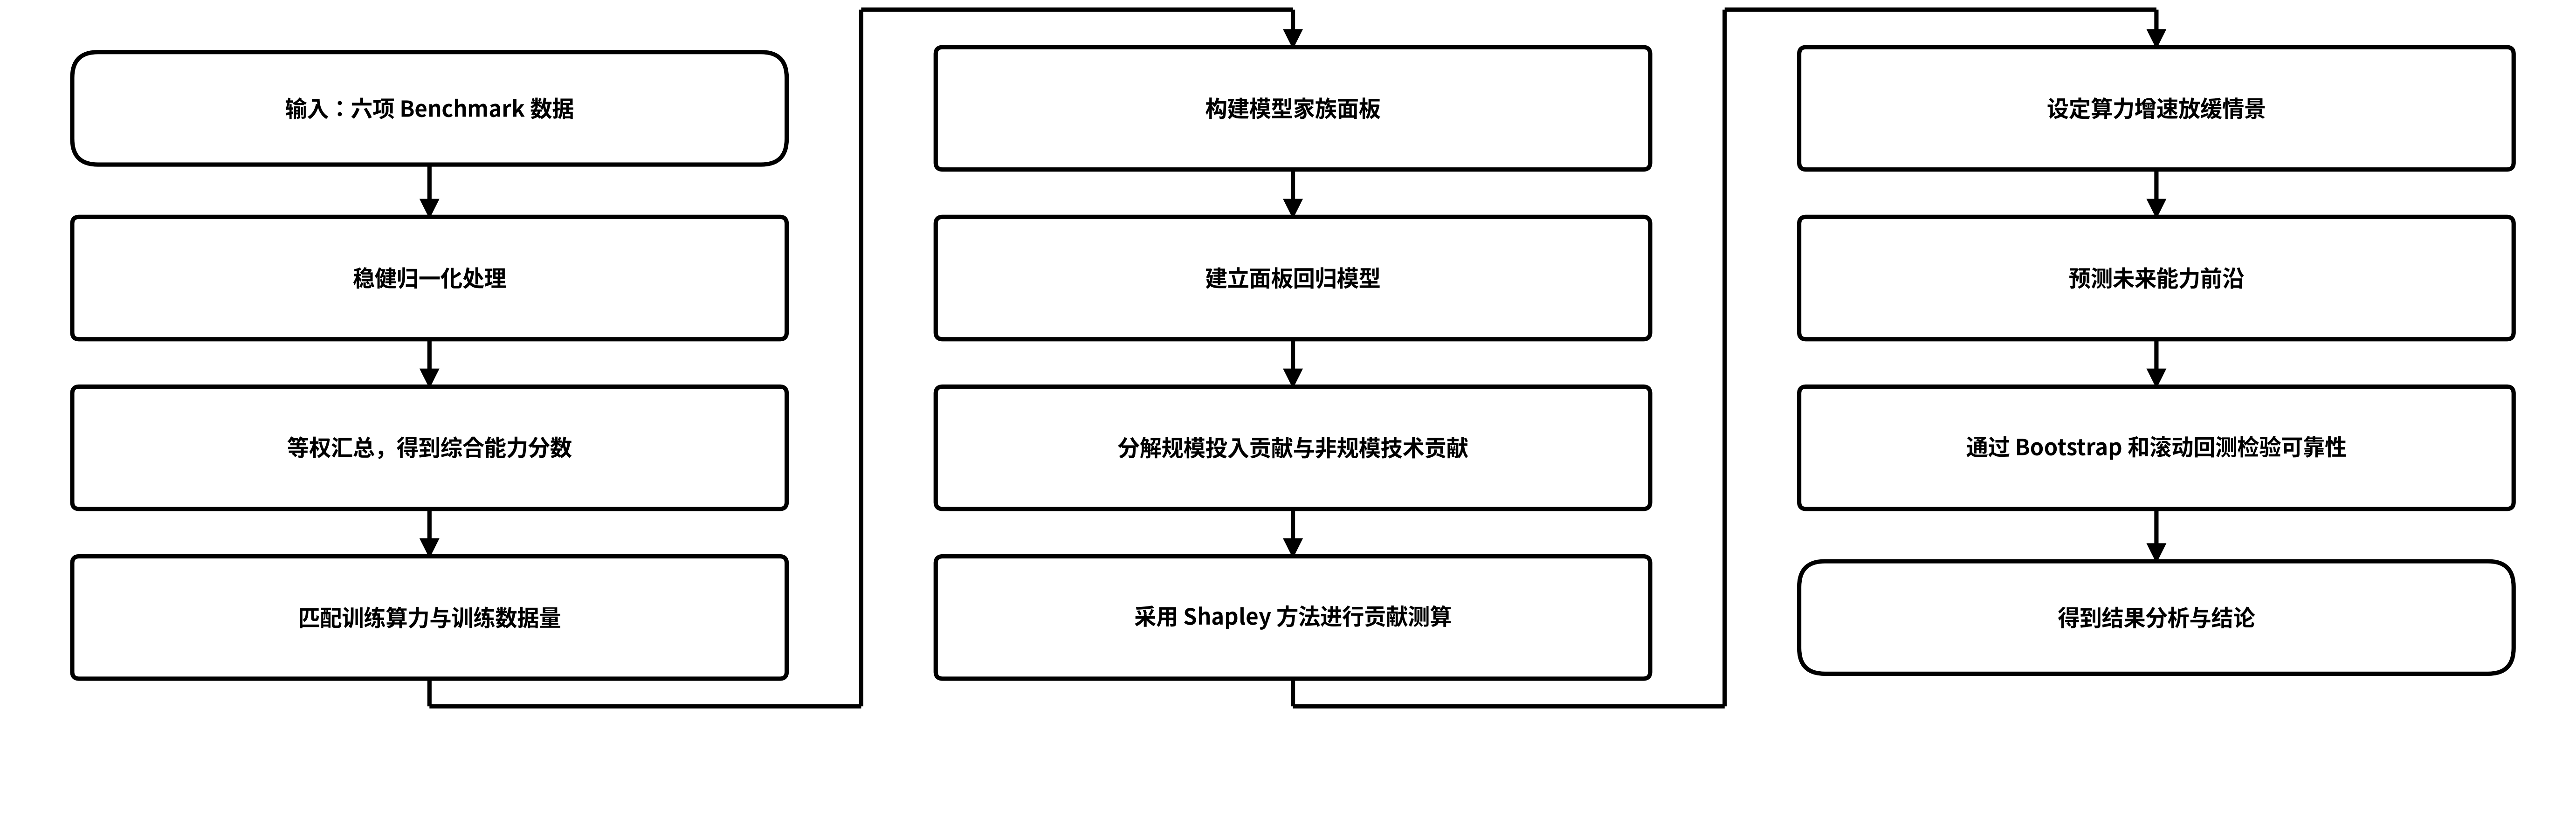 输入：六项 Benchmark 数据
稳健归一化处理
等权汇总，得到综合能力分数
匹配训练算力与训练数据量
构建模型家族面板
建立面板回归模型
分解规模投入贡献与非规模技术贡献
采用 Shapley 方法进行贡献测算
设定算力增速放缓情景
预测未来能力前沿
通过 Bootstrap 和滚动回测检验可靠性
得到结果分析与结论